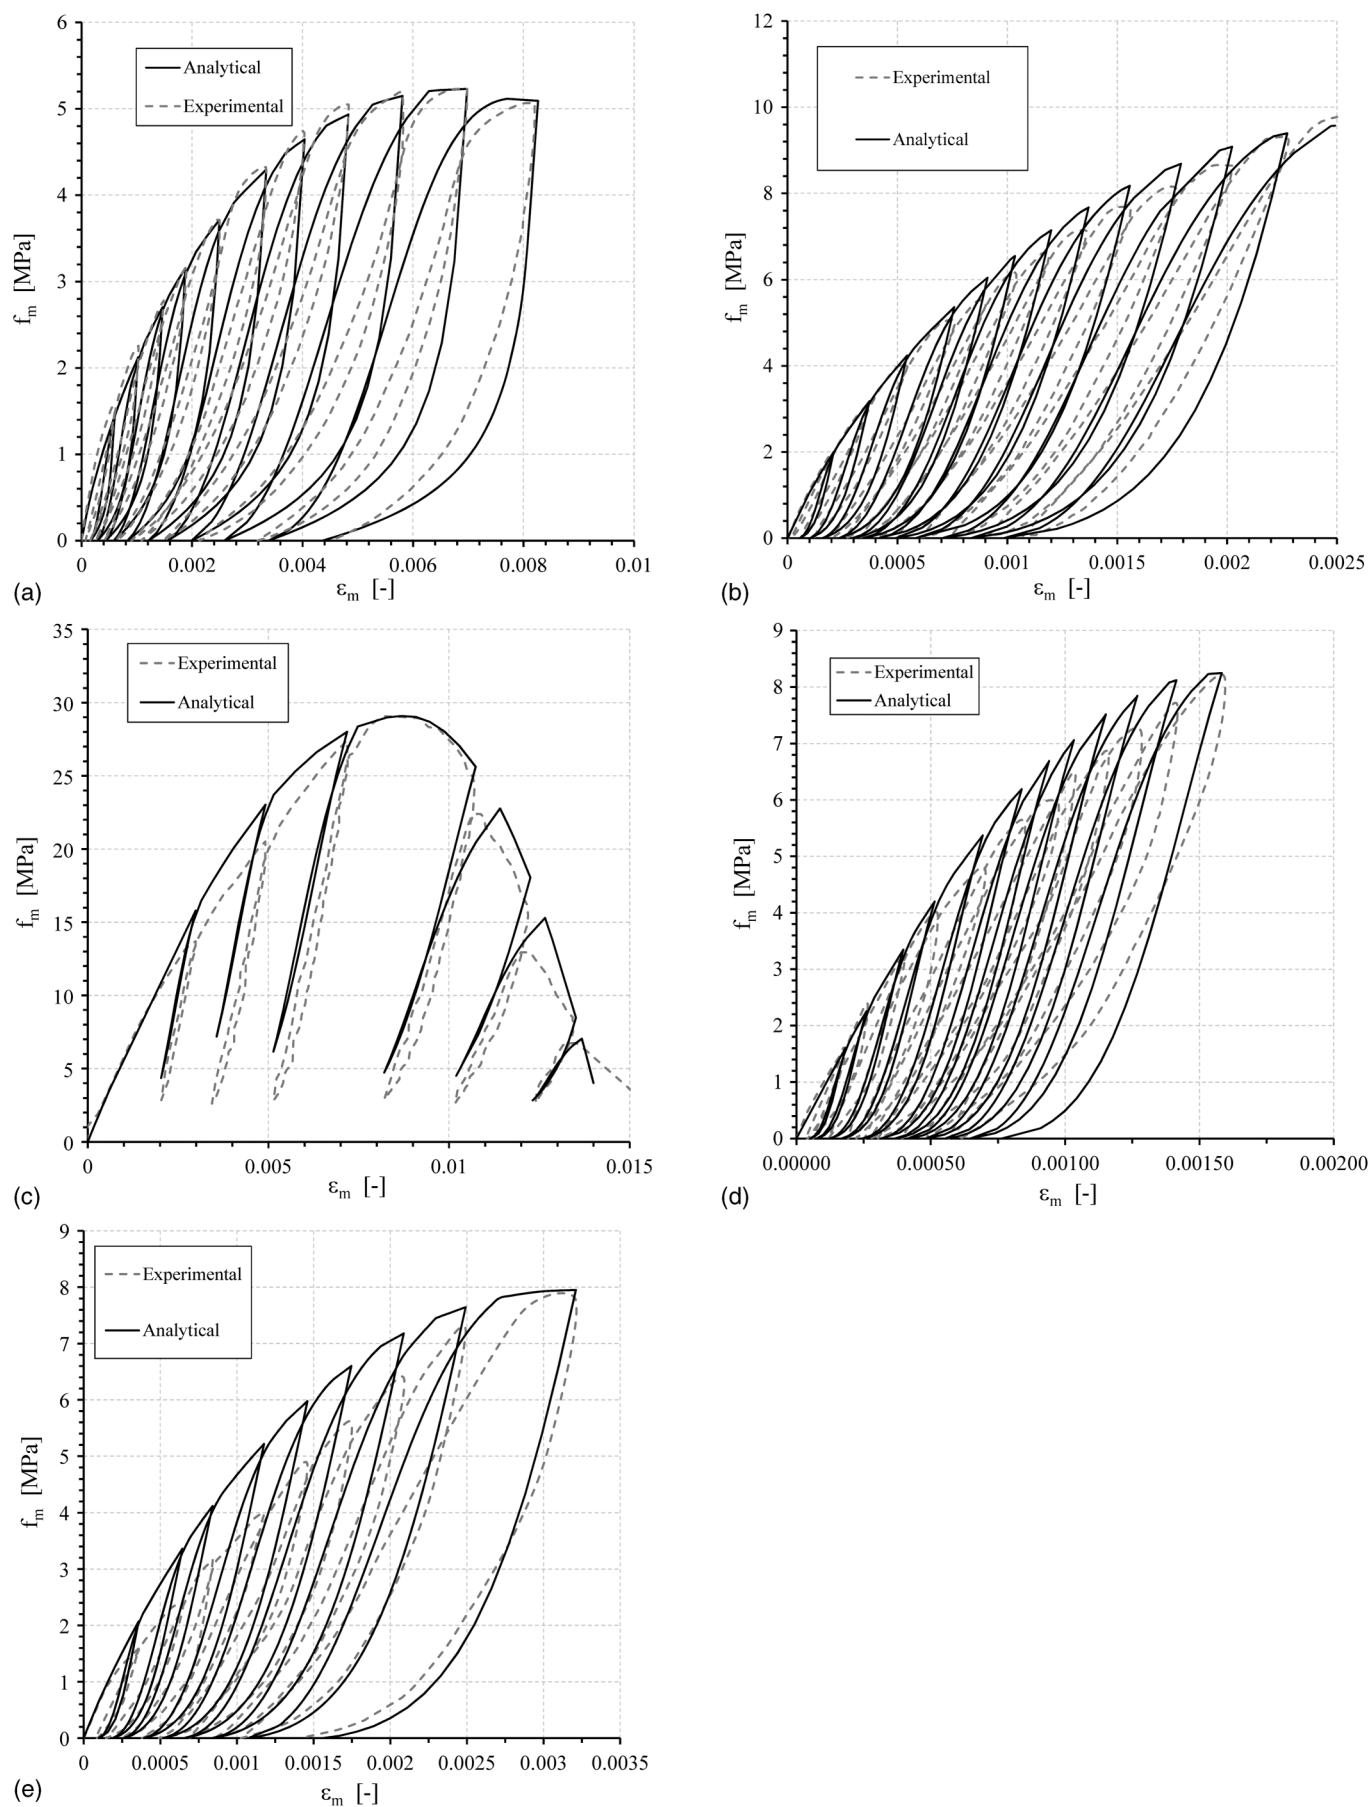 6
5
4
3
2
1
0
Analytical
Experimental
f_m [MPa]
0 0.002 0.004 0.006 0.008 0.01
ε_m [-]
(a)
12
10
8
6
4
2
0
Experimental
Analytical
f_m [MPa]
0 0.0005 0.001 0.0015 0.002 0.0025
ε_m [-]
(b)
35
30
25
20
15
10
5
0
Experimental
Analytical
f_m [MPa]
0 0.005 0.01 0.015
ε_m [-]
(c)
9
8
7
6
5
4
3
2
1
0
Experimental
Analytical
f_m [MPa]
0.00000 0.00050 0.00100 0.00150 0.00200
ε_m [-]
(d)
9
8
7
6
5
4
3
2
1
0
Experimental
Analytical
f_m [MPa]
0 0.0005 0.001 0.0015 0.002 0.0025 0.003 0.0035
ε_m [-]
(e)